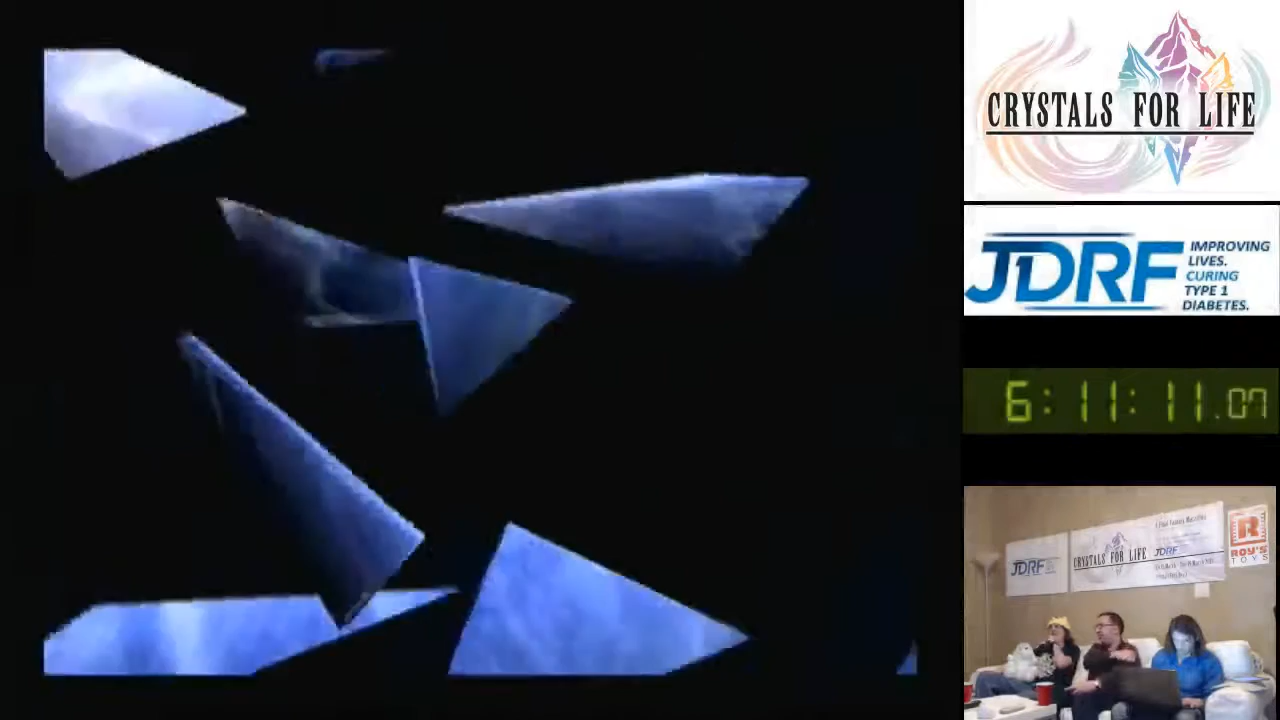 CRYSTALS FOR LIFE
JDRF
IMPROVING
LIVES.
CURING
TYPE 1
DIABETES.
6:11:11.07
JDRF
CRYSTALS FOR LIFE
JDRF
R
ROY'S
TOYS